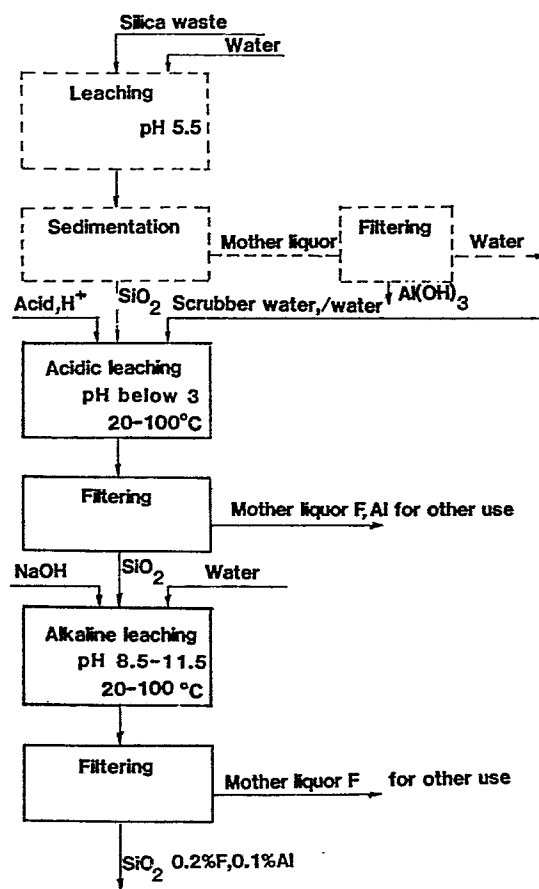 Silica waste
Water
Leaching
pH 5.5
Sedimentation
Mother liquor
Filtering
Water
Al(OH)3
Acid,H+
SiO2
Scrubber water,/water
Acidic leaching
pH below 3
20-100°C
Filtering
Mother liquor F,Al for other use
SiO2
NaOH
Water
Alkaline leaching
pH 8.5-11.5
20-100 °C
Filtering
Mother liquor F for other use
SiO2 0.2%F,0.1%Al